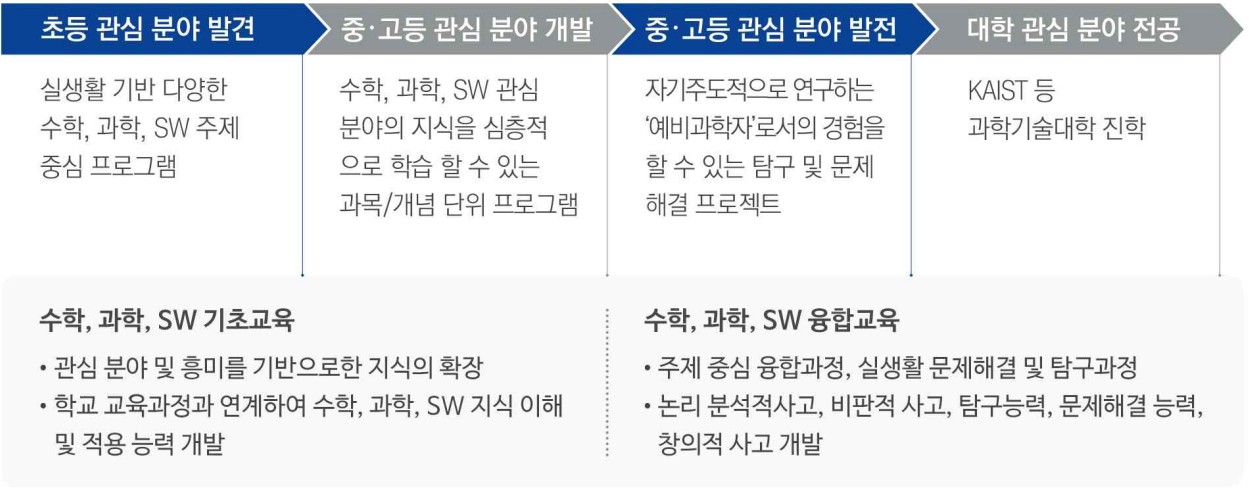 초등 관심 분야 발견
중·고등 관심 분야 개발
중·고등 관심 분야 발전
대학 관심 분야 전공
실생활 기반 다양한
수학, 과학, SW 주제
중심 프로그램
수학, 과학, SW 관심
분야의 지식을 심층적
으로 학습 할 수 있는
과목/개념 단위 프로그램
자기주도적으로 연구하는
‘예비과학자’로서의 경험을
할 수 있는 탐구 및 문제
해결 프로젝트
KAIST 등
과학기술대학 진학
수학, 과학, SW 기초교육
• 관심 분야 및 흥미를 기반으로한 지식의 확장
• 학교 교육과정과 연계하여 수학, 과학, SW 지식 이해
및 적용 능력 개발
수학, 과학, SW 융합교육
• 주제 중심 융합과정, 실생활 문제해결 및 탐구과정
• 논리 분석적사고, 비판적 사고, 탐구능력, 문제해결 능력,
창의적 사고 개발